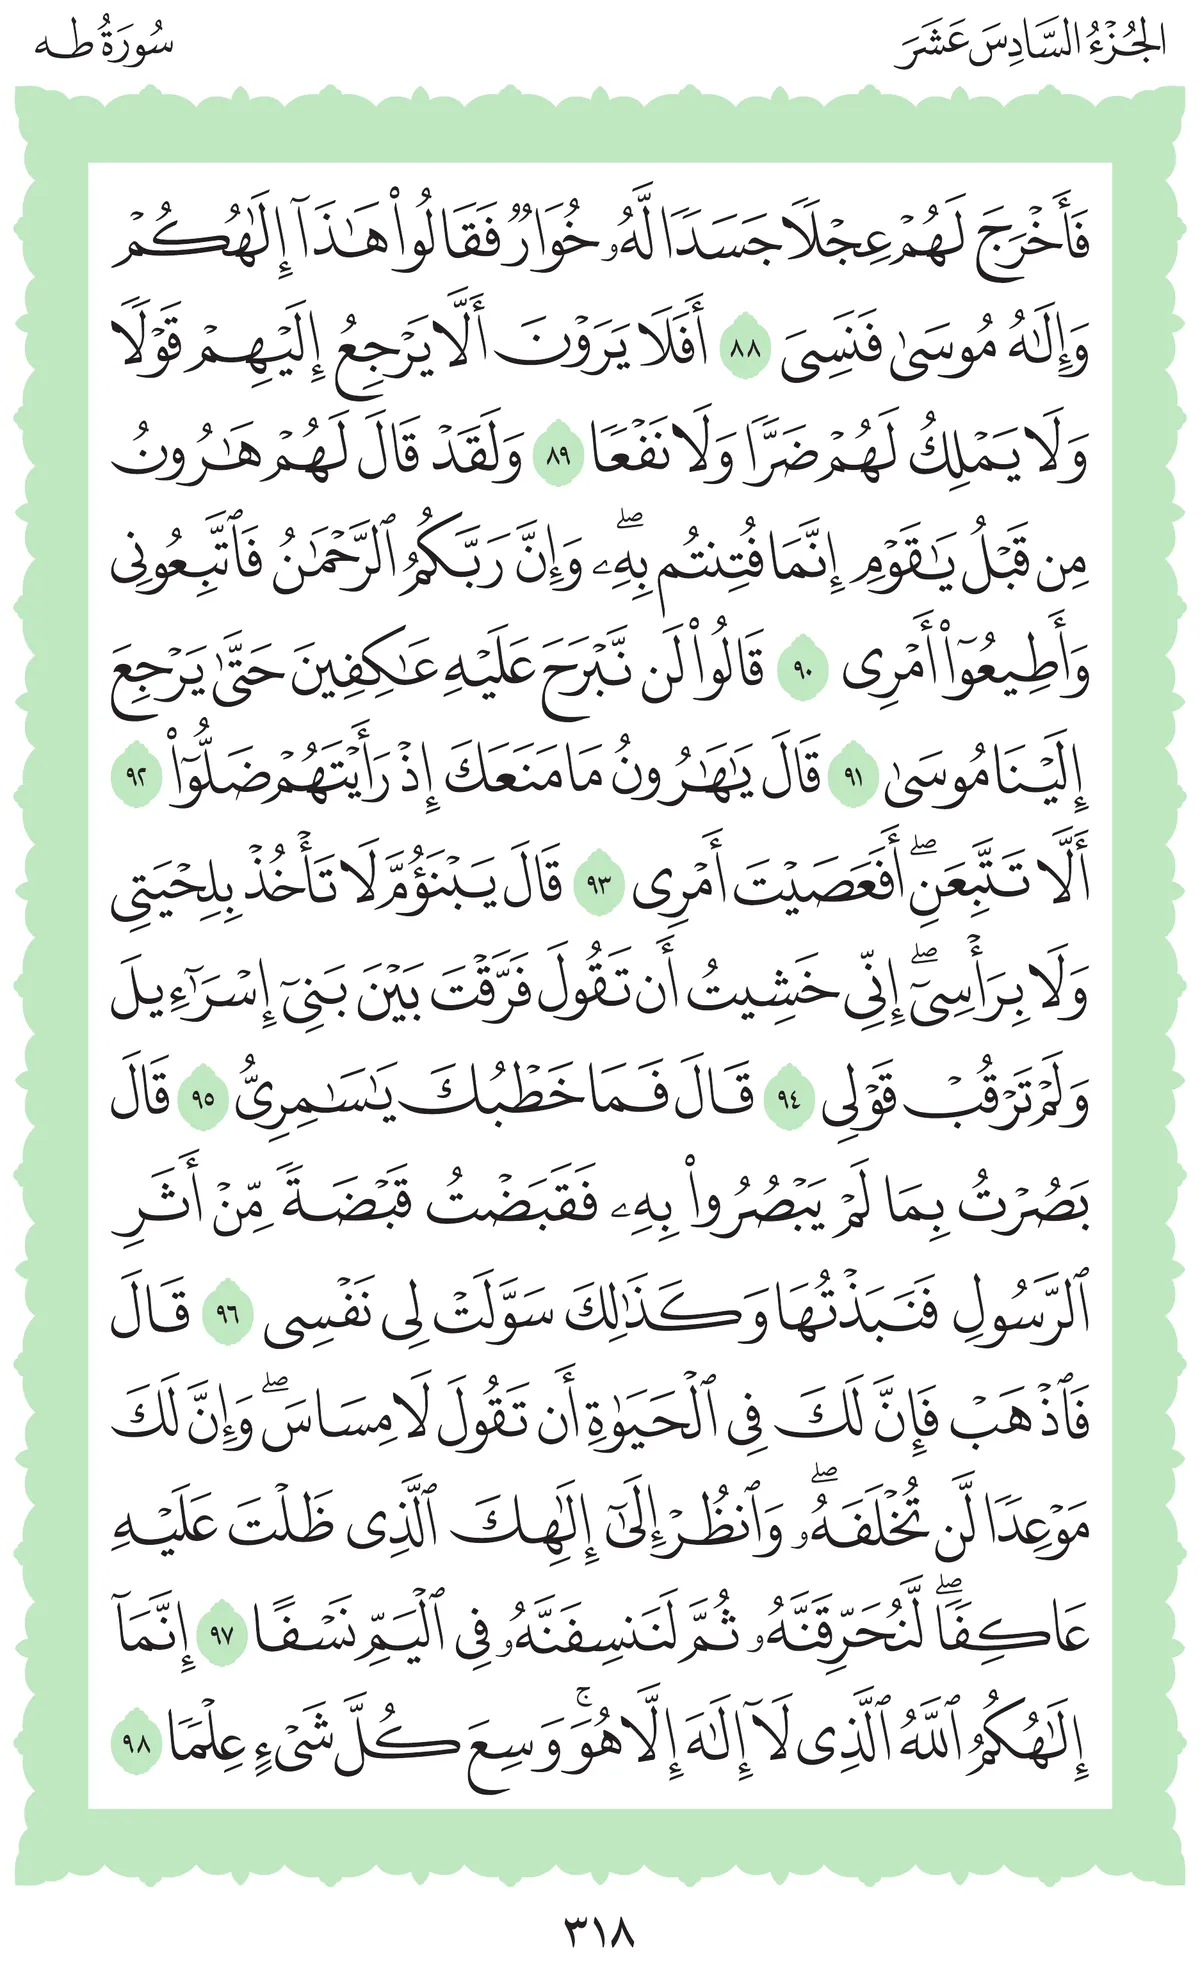 الجُزْءُ السَّادِسَ عَشَرَ
سُورَةُ طه
فَأَخْرَجَ لَهُمْ عِجْلًا جَسَدًا لَّهُۥ خُوَارٌ فَقَالُوا۟ هَـٰذَآ إِلَـٰهُكُمْ
وَإِلَـٰهُ مُوسَىٰ فَنَسِىَ ٨٨ أَفَلَا يَرَوْنَ أَلَّا يَرْجِعُ إِلَيْهِمْ قَوْلًا
وَلَا يَمْلِكُ لَهُمْ ضَرًّا وَلَا نَفْعًا ٨٩ وَلَقَدْ قَالَ لَهُمْ هَـٰرُونُ
مِن قَبْلُ يَـٰقَوْمِ إِنَّمَا فُتِنتُم بِهِۦ ۖ وَإِنَّ رَبَّكُمُ ٱلرَّحْمَـٰنُ فَٱتَّبِعُونِى
وَأَطِيعُوٓا۟ أَمْرِى ٩٠ قَالُوا۟ لَن نَّبْرَحَ عَلَيْهِ عَـٰكِفِينَ حَتَّىٰ يَرْجِعَ
إِلَيْنَا مُوسَىٰ ٩١ قَالَ يَـٰهَـٰرُونُ مَا مَنَعَكَ إِذْ رَأَيْتَهُمْ ضَلُّوٓا۟ ٩٢
أَلَّا تَتَّبِعَنِ ۖ أَفَعَصَيْتَ أَمْرِى ٩٣ قَالَ يَبْنَؤُمَّ لَا تَأْخُذْ بِلِحْيَتِى
وَلَا بِرَأْسِىٓ ۖ إِنِّى خَشِيتُ أَن تَقُولَ فَرَّقْتَ بَيْنَ بَنِىٓ إِسْرَـٰٓءِيلَ
وَلَمْ تَرْقُبْ قَوْلِى ٩٤ قَالَ فَمَا خَطْبُكَ يَـٰسَـٰمِرِىُّ ٩٥ قَالَ
بَصُرْتُ بِمَا لَمْ يَبْصُرُوا۟ بِهِۦ فَقَبَضْتُ قَبْضَةً مِّنْ أَثَرِ
ٱلرَّسُولِ فَنَبَذْتُهَا وَكَذَٰلِكَ سَوَّلَتْ لِى نَفْسِى ٩٦ قَالَ
فَٱذْهَبْ فَإِنَّ لَكَ فِى ٱلْحَيَوٰةِ أَن تَقُولَ لَا مِسَاسَ ۖ وَإِنَّ لَكَ
مَوْعِدًا لَّن تُخْلَفَهُۥ ۖ وَٱنظُرْ إِلَىٰٓ إِلَـٰهِكَ ٱلَّذِى ظَلْتَ عَلَيْهِ
عَاكِفًا ۖ لَّنُحَرِّقَنَّهُۥ ثُمَّ لَنَنسِفَنَّهُۥ فِى ٱلْيَمِّ نَسْفًا ٩٧ إِنَّمَآ
إِلَـٰهُكُمُ ٱللَّهُ ٱلَّذِى لَآ إِلَـٰهَ إِلَّا هُوَ ۚ وَسِعَ كُلَّ شَىْءٍ عِلْمًا ٩٨
٣١٨